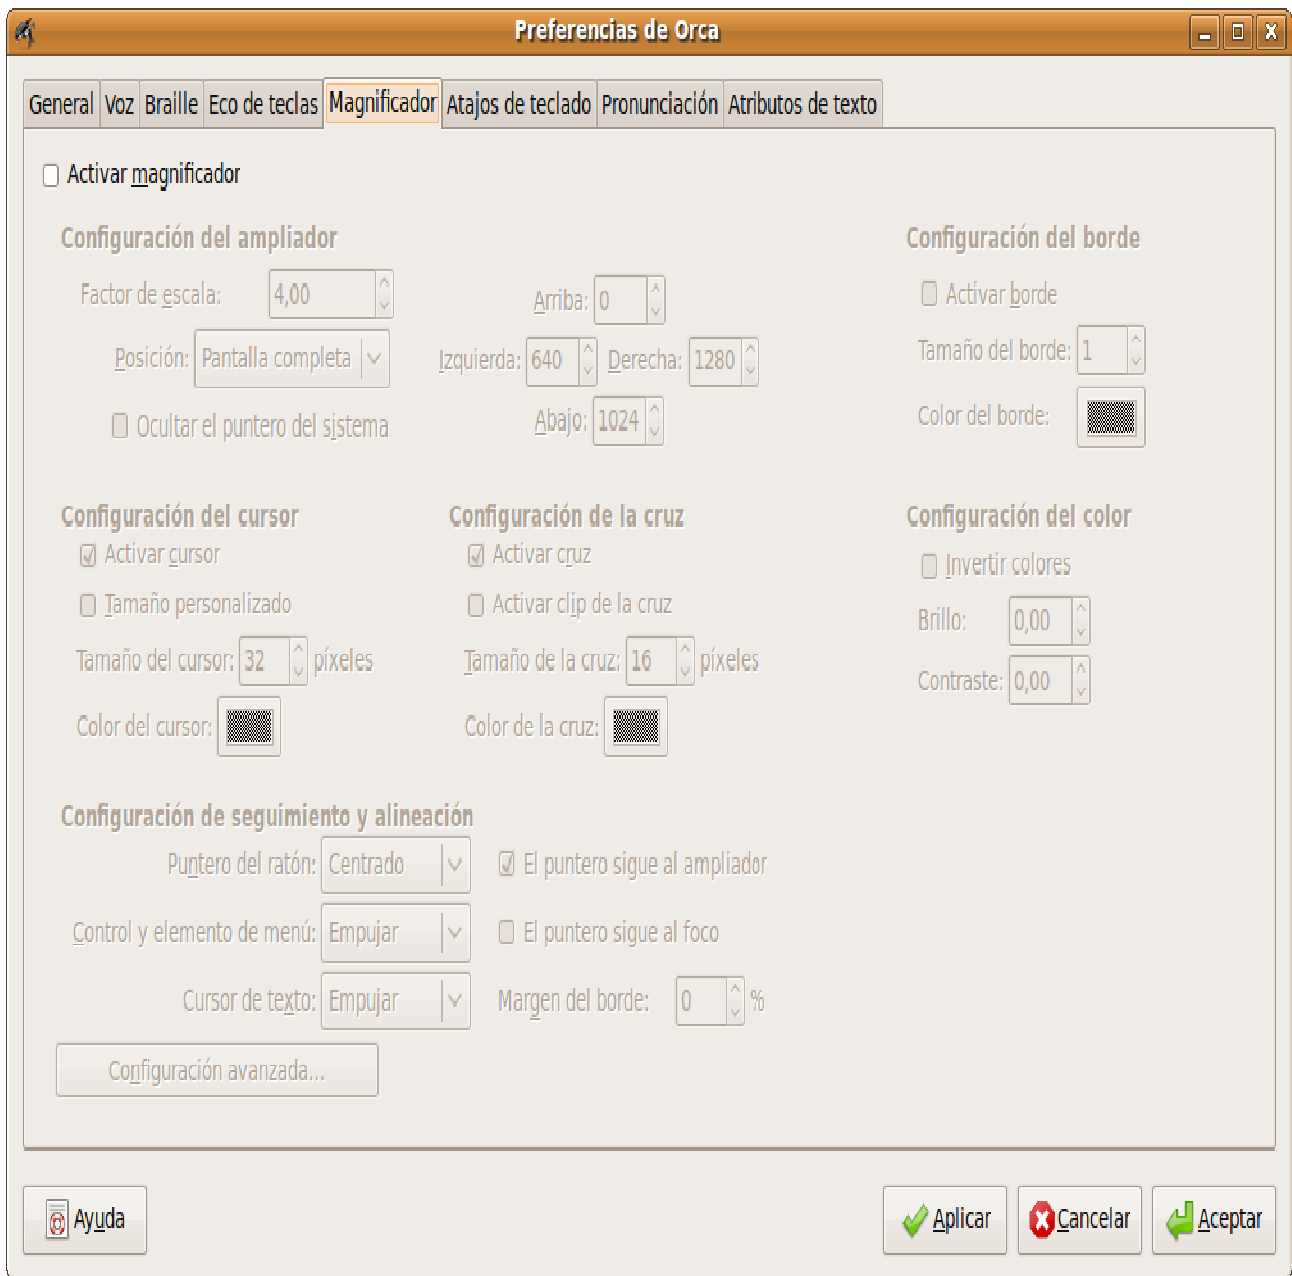 Preferencias de Orca
General Voz Braille Eco de teclas Magnificador Atajos de teclado Pronunciación Atributos de texto
Activar magnificador
Configuración del ampliador
Factor de escala: 4,00
Posición: Pantalla completa
Ocultar el puntero del sistema
Arriba: 0
Izquierda: 640 Derecha: 1280
Abajo: 1024
Configuración del borde
Activar borde
Tamaño del borde: 1
Color del borde:
Configuración del cursor
Activar cursor
Tamaño personalizado
Tamaño del cursor: 32 píxeles
Color del cursor:
Configuración de la cruz
Activar cruz
Activar clip de la cruz
Tamaño de la cruz: 16 píxeles
Color de la cruz:
Configuración del color
Invertir colores
Brillo: 0,00
Contraste: 0,00
Configuración de seguimiento y alineación
Puntero del ratón: Centrado El puntero sigue al ampliador
Control y elemento de menú: Empujar El puntero sigue al foco
Cursor de texto: Empujar Margen del borde: 0 %
Configuración avanzada...
Ayuda Aplicar Cancelar Aceptar